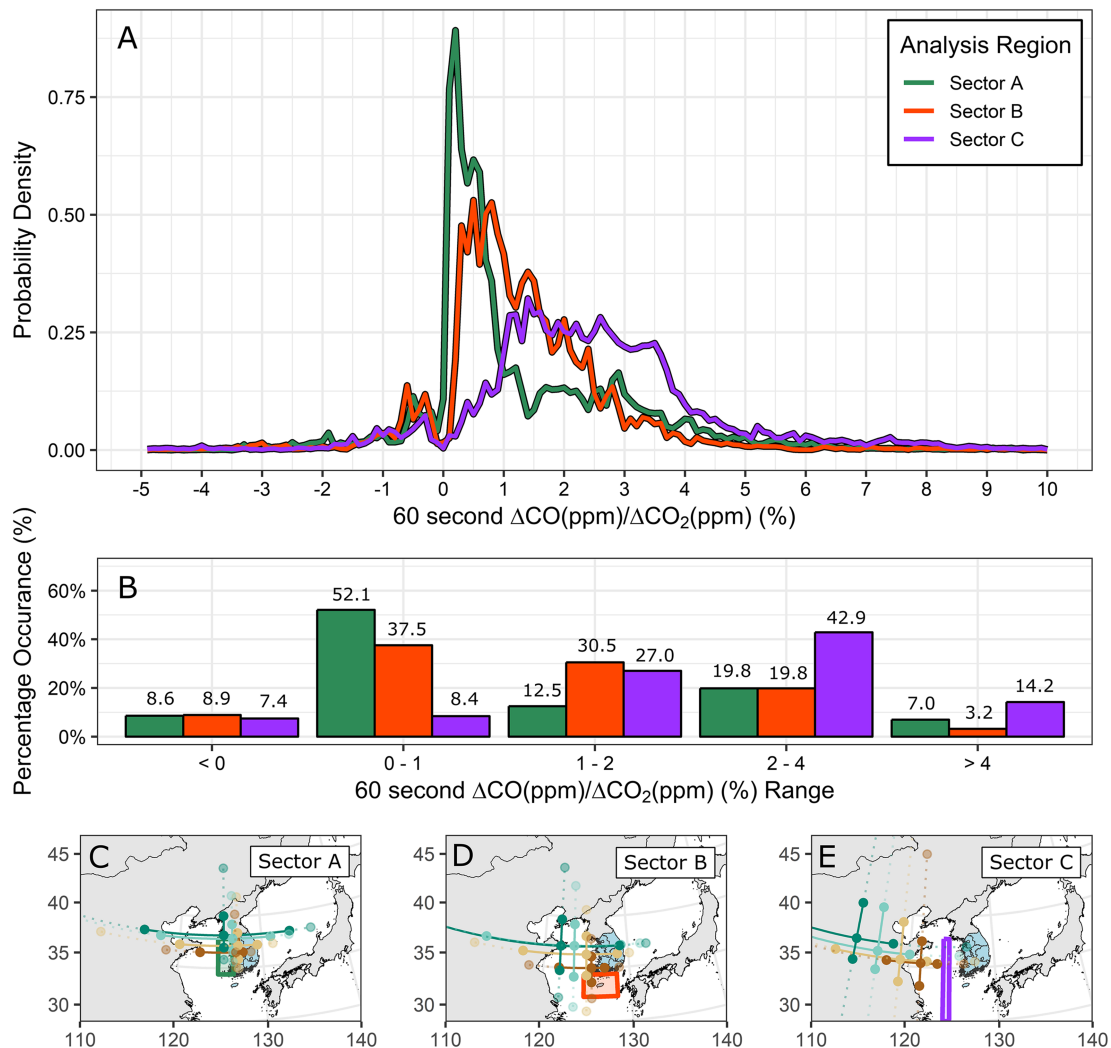 A
Analysis Region
Sector A
Sector B
Sector C
Probability Density
0.75
0.50
0.25
0.00
-5 -4 -3 -2 -1 0 1 2 3 4 5 6 7 8 9 10
60 second ΔCO(ppm)/ΔCO₂(ppm) (%)
B
Percentage Occurance (%)
60%
40%
20%
0%
8.6 8.9 7.4
52.1 37.5 8.4
12.5 30.5 27.0
19.8 19.8 42.9
7.0 3.2 14.2
< 0 0 - 1 1 - 2 2 - 4 > 4
60 second ΔCO(ppm)/ΔCO₂(ppm) (%) Range
C
Sector A
45
40
35
30
110 120 130 140
D
Sector B
45
40
35
30
110 120 130 140
E
Sector C
45
40
35
30
110 120 130 140